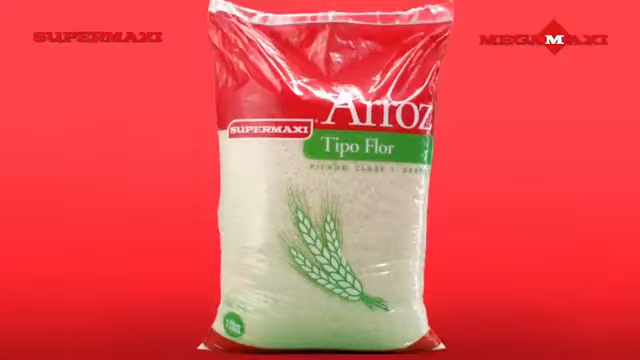 SUPERMAXI
MEGAMAXI
Arroz
SUPERMAXI
Tipo Flor